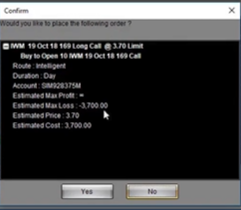 Confirm
Would you like to place the following order ?
IWM 19 Oct 18 169 Long Call @ 3.70 Limit
Buy to Open 10 IWM 19 Oct 18 169 Call
Route : Intelligent
Duration : Day
Account : SIM928375M
Estimated Max Profit : ∞
Estimated Max Loss : -3,700.00
Estimated Price : 3.70
Estimated Cost : 3,700.00
Yes No